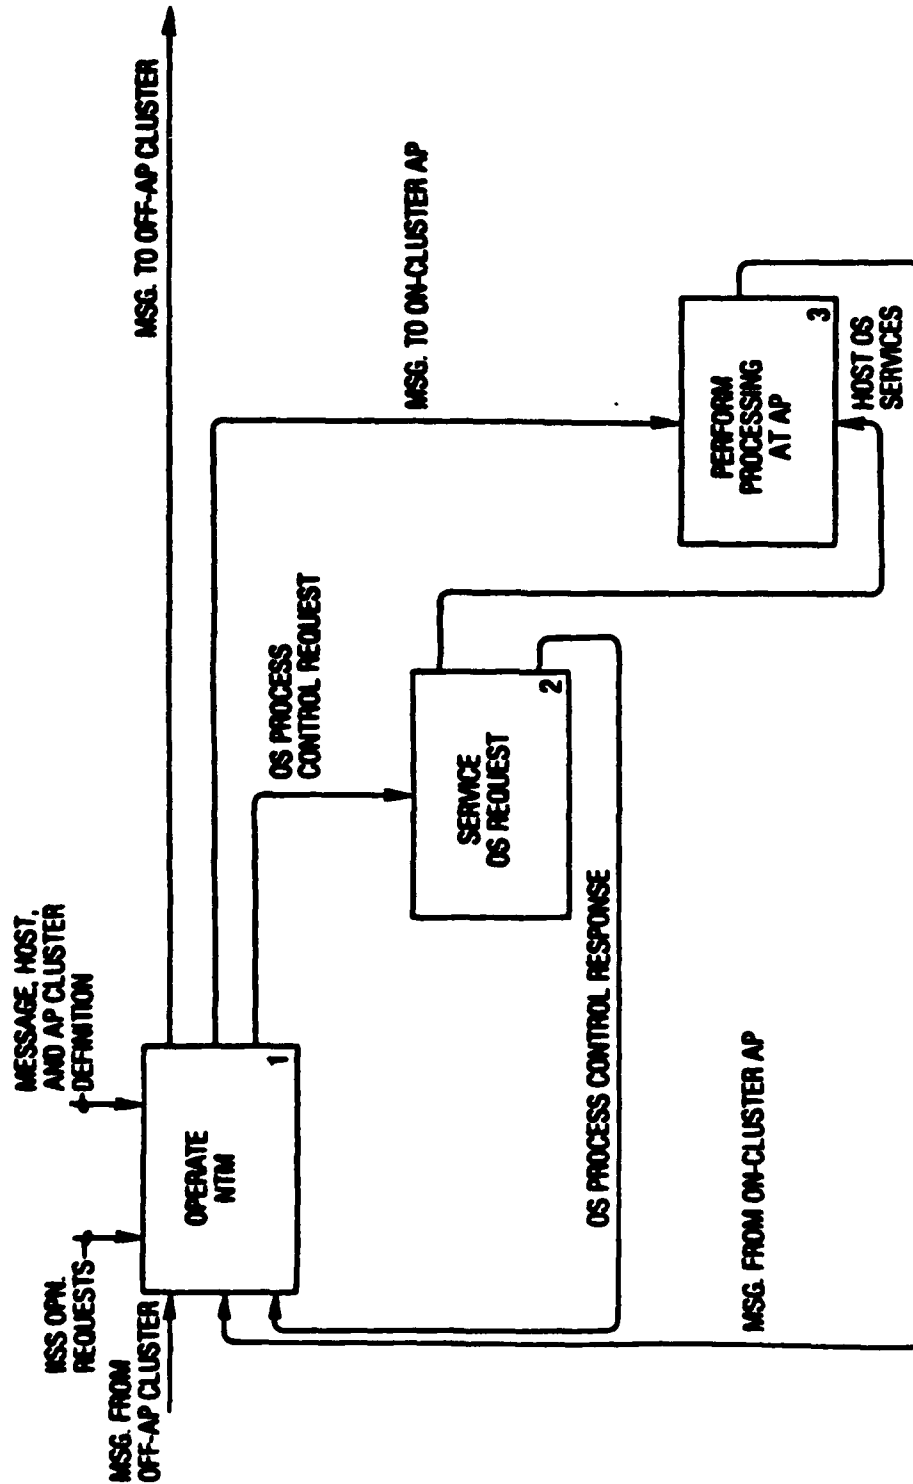 MESSAGE, HOST,
AND AP CLUSTER
DEFINITION
IISS OPN.
REQUESTS
MSG. FROM
OFF-AP CLUSTER
MSG. TO OFF-AP CLUSTER
OPERATE
NTM
1
OS PROCESS
CONTROL REQUEST
MSG. TO ON-CLUSTER AP
SERVICE
OS REQUEST
2
OS PROCESS CONTROL RESPONSE
PERFORM
PROCESSING
AT AP
3
MSG. FROM ON-CLUSTER AP
HOST OS
SERVICES